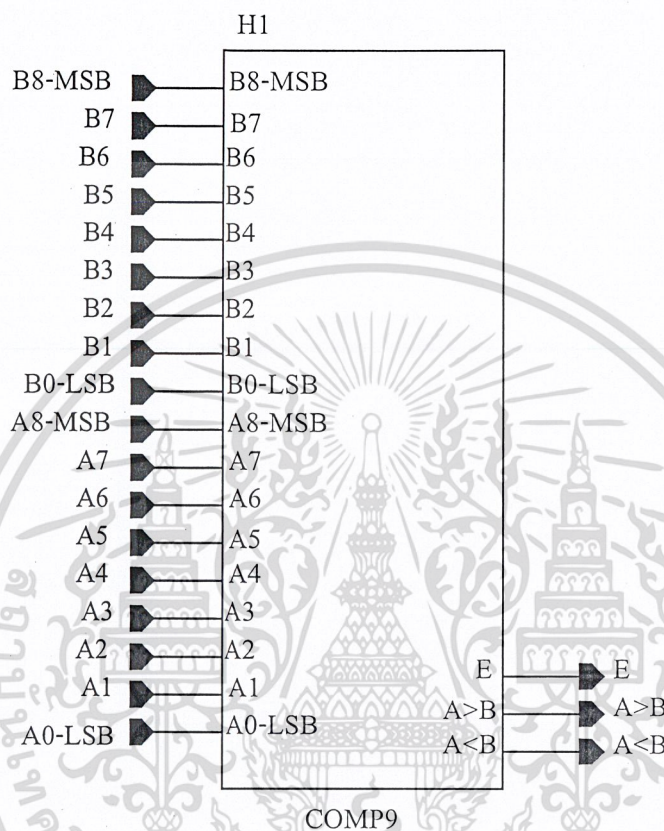 H1
B8-MSB B8-MSB
B7 B7
B6 B6
B5 B5
B4 B4
B3 B3
B2 B2
B1 B1
B0-LSB B0-LSB
A8-MSB A8-MSB
A7 A7
A6 A6
A5 A5
A4 A4
A3 A3
A2 A2
A1 A1
A0-LSB A0-LSB
E E
A>B A>B
A<B A<B
COMP9